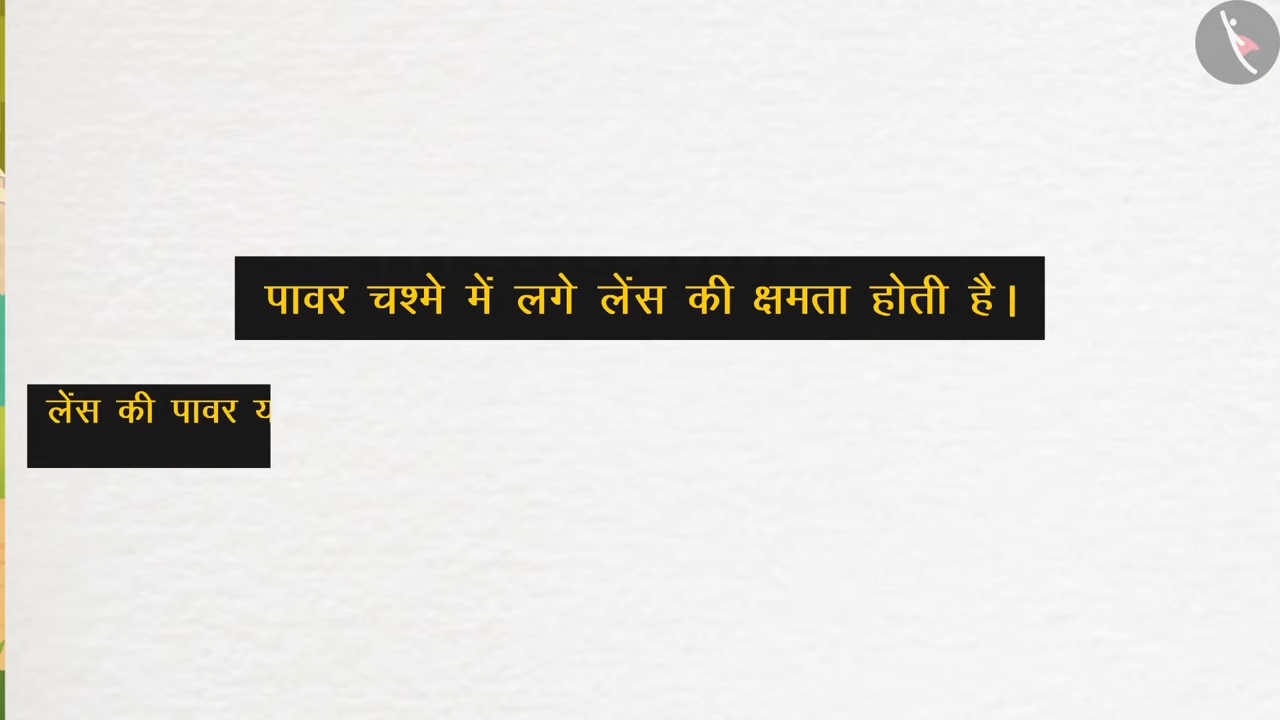 पावर चश्मे में लगे लेंस की क्षमता होती है।
लेंस की पावर